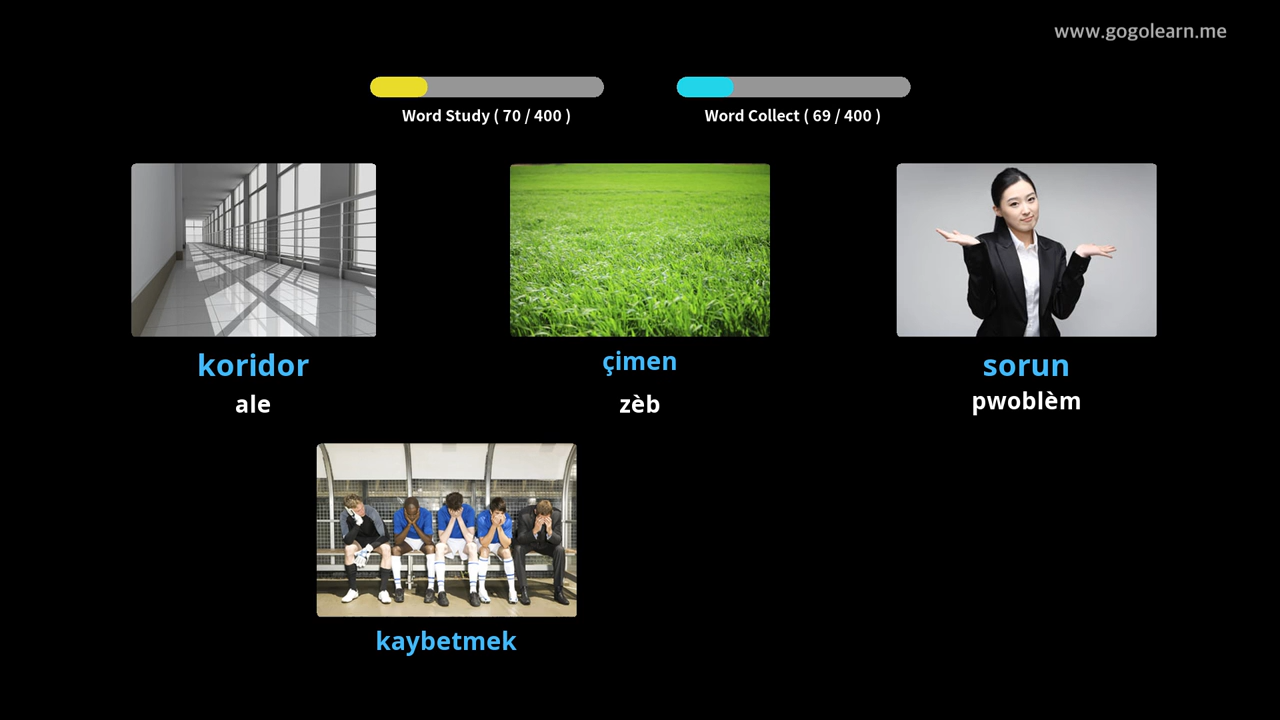 www.gogolearn.me
Word Study ( 70 / 400 )
Word Collect ( 69 / 400 )
koridor
ale
çimen
zèb
sorun
pwoblèm
kaybetmek